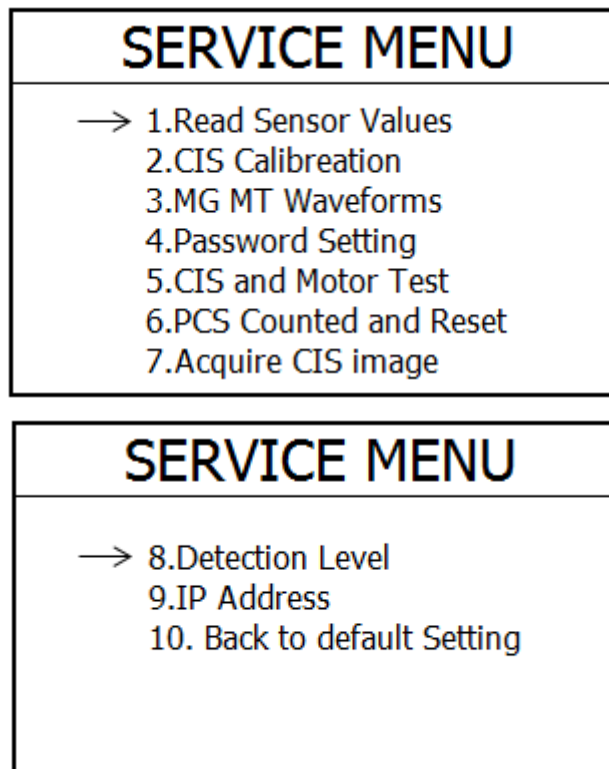 SERVICE MENU
→ 1.Read Sensor Values
2.CIS Calibreation
3.MG MT Waveforms
4.Password Setting
5.CIS and Motor Test
6.PCS Counted and Reset
7.Acquire CIS image
SERVICE MENU
→ 8.Detection Level
9.IP Address
10. Back to default Setting